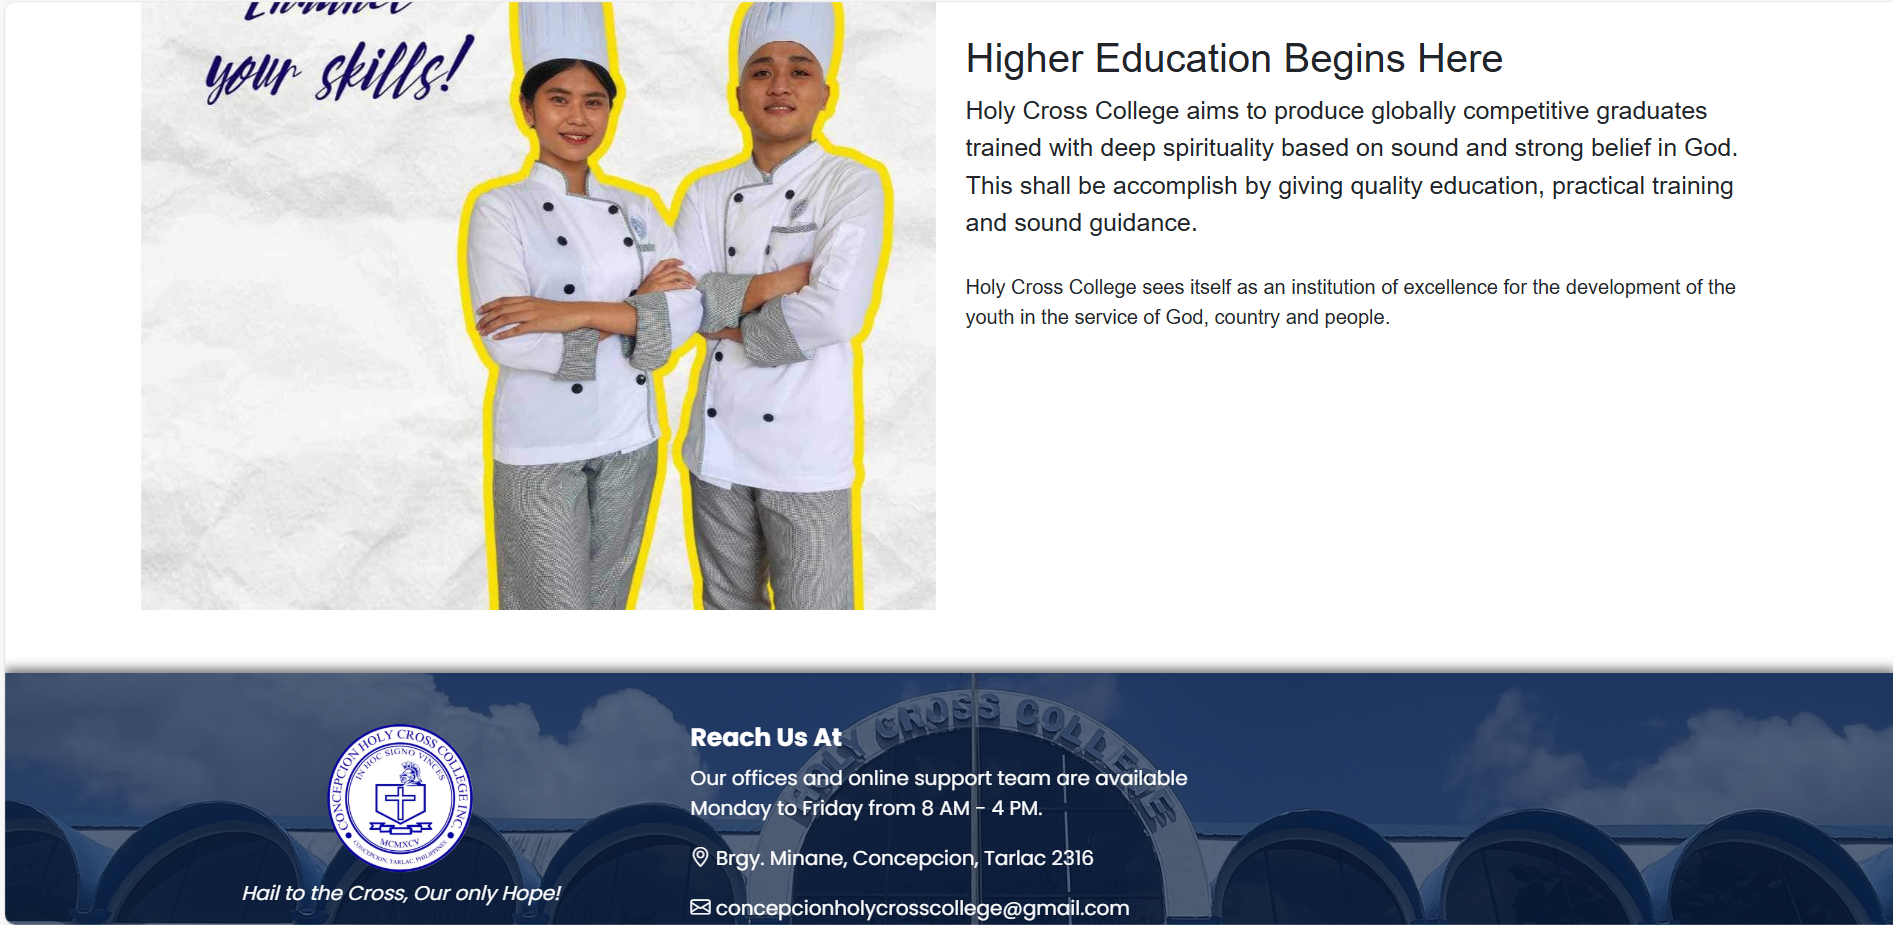 your skills!
Higher Education Begins Here
Holy Cross College aims to produce globally competitive graduates
trained with deep spirituality based on sound and strong belief in God.
This shall be accomplish by giving quality education, practical training
and sound guidance.
Holy Cross College sees itself as an institution of excellence for the development of the
youth in the service of God, country and people.
CONCEPCION HOLY CROSS COLLEGE INC.
IN HOC SIGNO VINCES
MCMXCV
CONCEPCION, TARLAC, PHILIPPINES
Hail to the Cross, Our only Hope!
HOLY CROSS COLLEGE
Reach Us At
Our offices and online support team are available
Monday to Friday from 8 AM - 4 PM.
Brgy. Minane, Concepcion, Tarlac 2316
concepcionholycrosscollege@gmail.com